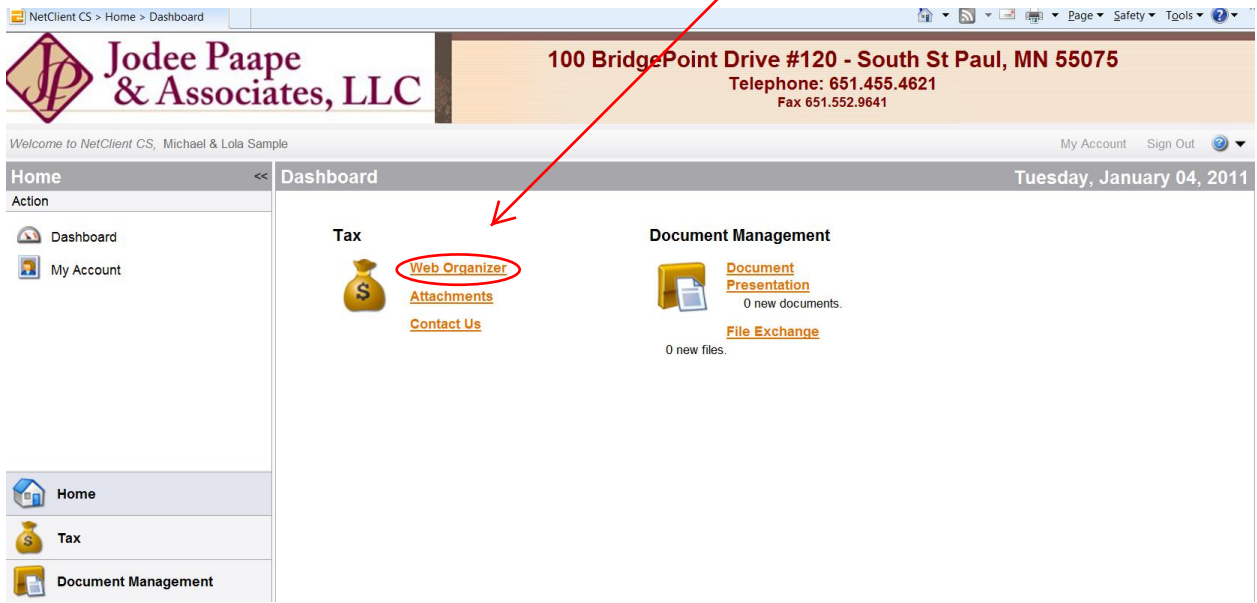 NetClient CS > Home > Dashboard
Page Safety Tools
Jodee Paape
& Associates, LLC
JP
100 BridgePoint Drive #120 - South St Paul, MN 55075
Telephone: 651.455.4621
Fax 651.552.9641
Welcome to NetClient CS, Michael & Lola Sample
My Account Sign Out
Home <<
Dashboard
Tuesday, January 04, 2011
Action
Dashboard
My Account
Tax
Web Organizer
Attachments
Contact Us
Document Management
Document
Presentation
0 new documents.
File Exchange
0 new files.
Home
Tax
Document Management